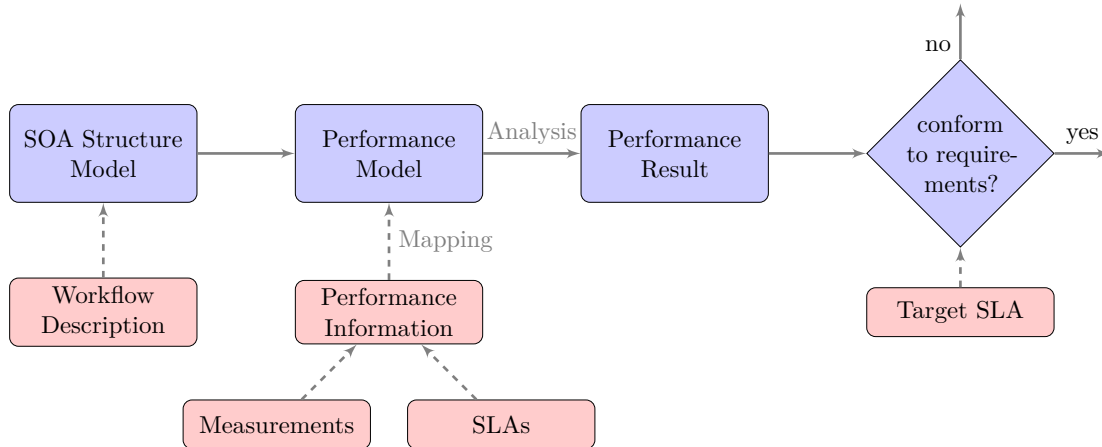 no
SOA Structure
Model
Performance
Model
Analysis
Performance
Result
conform
to require-
ments?
yes
Mapping
Workflow
Description
Performance
Information
Target SLA
Measurements
SLAs